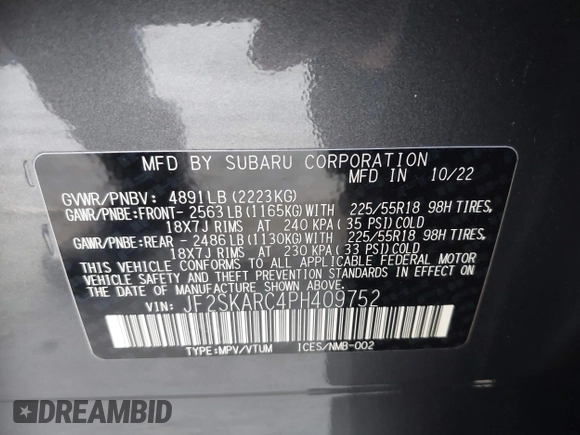 MFD BY SUBARU CORPORATION
MFD IN 10/22
GVWR/PNBV: 4891LB (2223KG)
GAWR/PNBE:FRONT- 2563LB (1165KG)WITH 225/55R18 98H TIRES
18X7J RIMS AT 240 KPA (35 PSI)COLD
GAWR/PNBE:REAR - 2486LB (1130KG)WITH 225/55R18 98H TIRES
18X7J RIMS AT 230 KPA (33 PSI)COLD
THIS VEHICLE CONFORMS TO ALL APPLICABLE FEDERAL MOTOR
VEHICLE SAFETY AND THEFT PREVENTION STANDARDS IN EFFECT ON
THE DATE OF MANUFACTURE SHOWN ABOVE.
VIN: JF2SKARC4PH409752
TYPE:MPV/VTUM ICES/NMB-002
DREAMBID